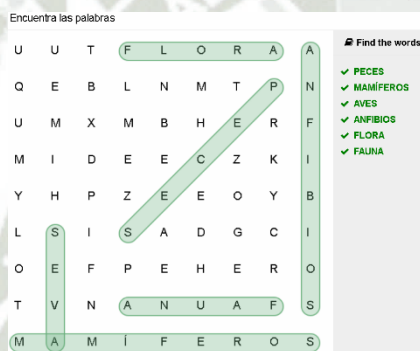 Encuentra las palabras
U U T F L O R A A
Q E B L N M T P N
U M X M B H E R F
M I D E E C Z K I
Y H P Z E E O Y B
L S I S A D G C I
O E F P E H E R O
T V N A N U A F S
M A M Í F E R O S
Find the words
PECES
MAMÍFEROS
AVES
ANFIBIOS
FLORA
FAUNA